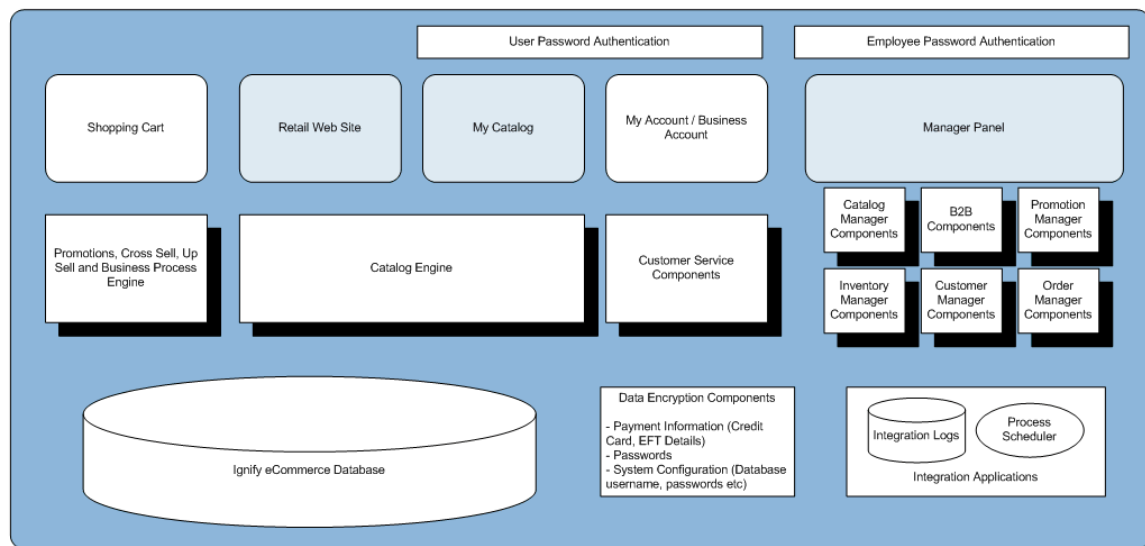 User Password Authentication
Employee Password Authentication
Shopping Cart
Retail Web Site
My Catalog
My Account / Business
Account
Manager Panel
Catalog
Manager
Components
B2B
Components
Promotion
Manager
Components
Promotions, Cross Sell, Up
Sell and Business Process
Engine
Catalog Engine
Customer Service
Components
Inventory
Manager
Components
Customer
Manager
Components
Order
Manager
Components
Ignify eCommerce Database
Data Encryption Components
- Payment Information (Credit
Card, EFT Details)
- Passwords
- System Configuration (Database
username, passwords etc)
Integration Logs
Process
Scheduler
Integration Applications